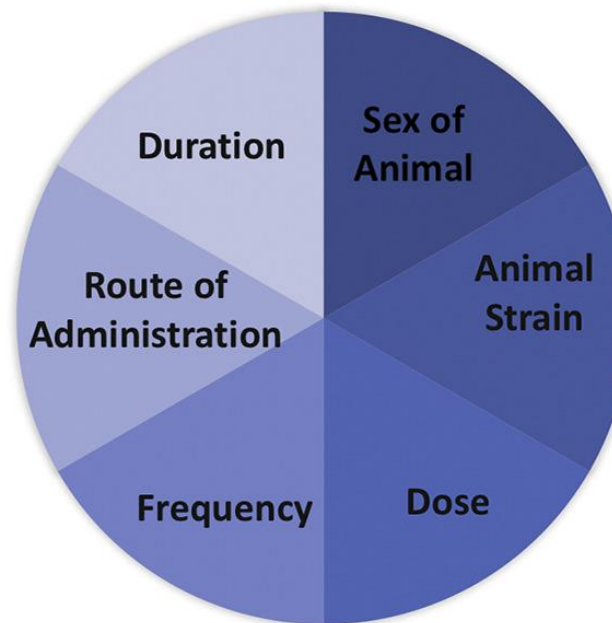 Duration
Sex of
Animal
Animal
Strain
Route of
Administration
Frequency
Dose